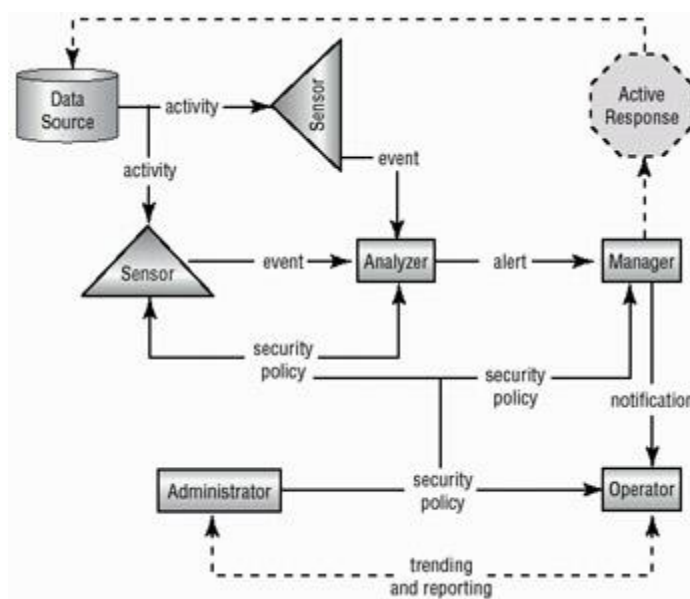 Data
Source
activity
Sensor
Active
Response
activity
event
Sensor
event
Analyzer
alert
Manager
security
policy
security
policy
notification
Administrator
security
policy
Operator
trending
and reporting